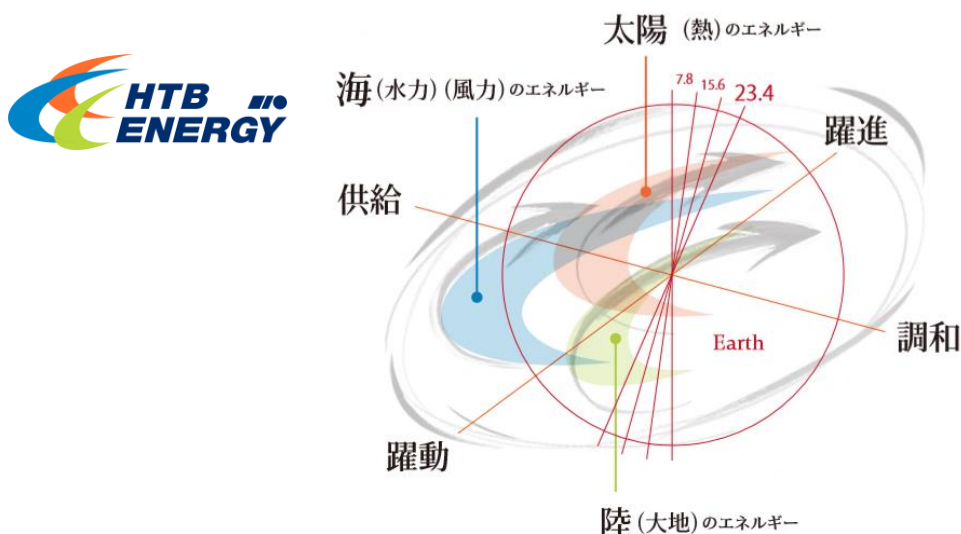 太陽 (熱)のエネルギー
海(水力)(風力)のエネルギー
HTB
ENERGY
7.8 15.6 23.4
躍進
供給
Earth
調和
躍動
陸(大地)のエネルギー